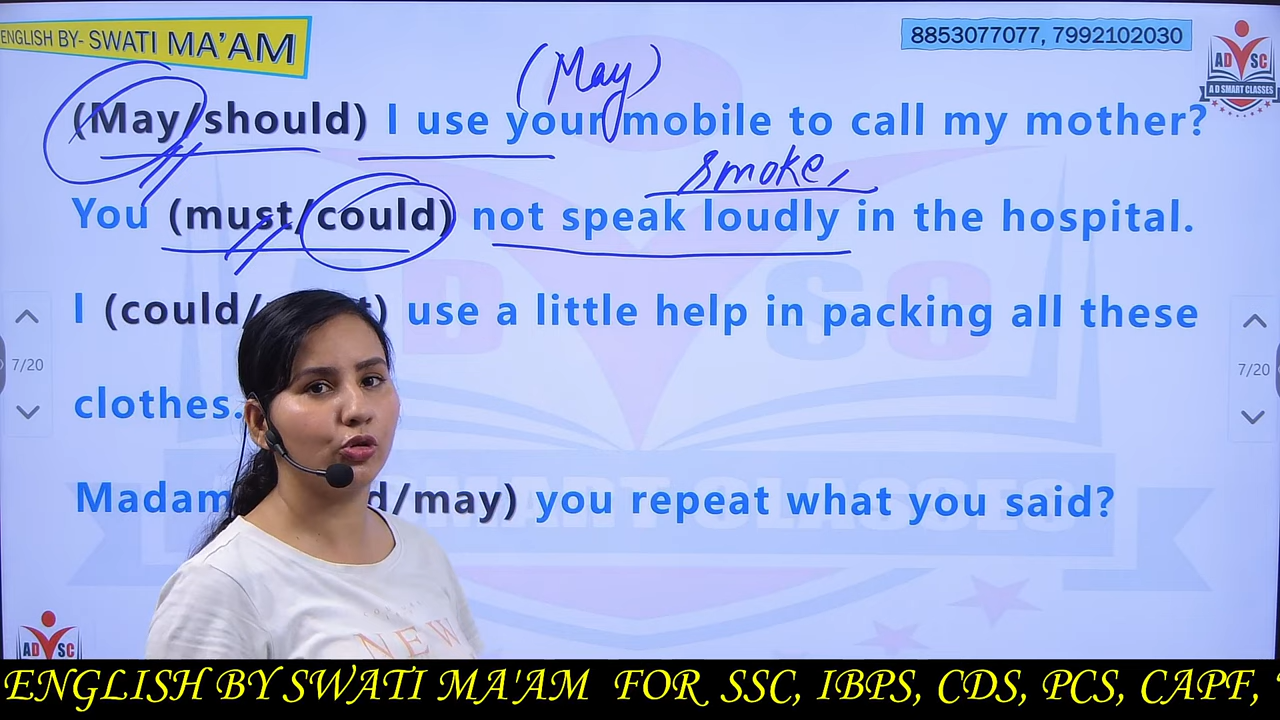 ENGLISH BY- SWATI MA'AM
8853077077, 7992102030
AD SC
A D SMART CLASSES
(May)
(May/should) I use your mobile to call my mother?
smoke,
You (must/could) not speak loudly in the hospital.
I (could/ t) use a little help in packing all these
clothes.
7/20
7/20
Madam d/may) you repeat what you said?
NEW
AD SC
ENGLISH BY SWATI MA'AM FOR SSC, IBPS, CDS, PCS, CAPF,